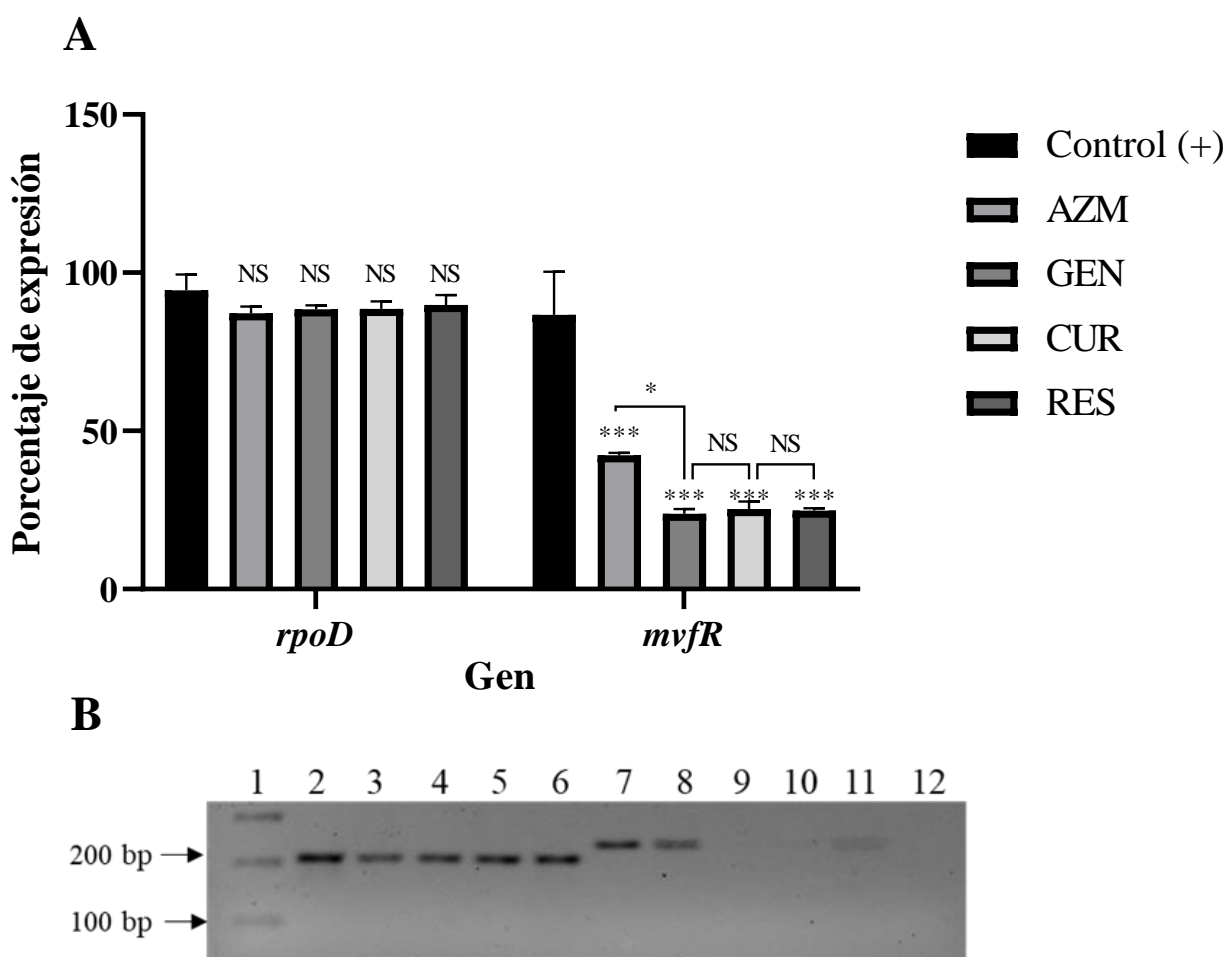 A
150
100
50
0
Porcentaje de expresión
NS NS NS NS
*
*** NS NS
*** *** ***
rpoD mvfR
Gen
Control (+)
AZM
GEN
CUR
RES
B
1 2 3 4 5 6 7 8 9 10 11 12
200 bp
100 bp